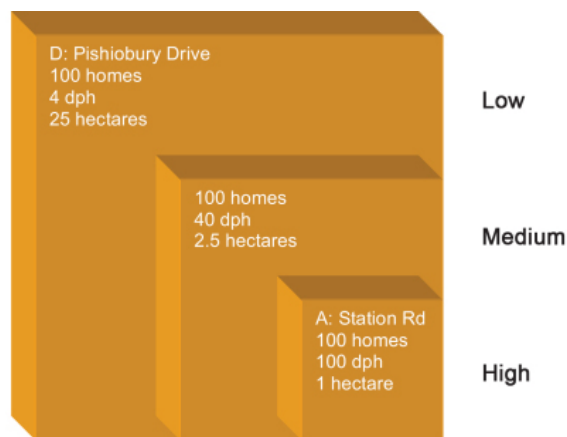 D: Pishiobury Drive
100 homes
4 dph
25 hectares
Low
100 homes
40 dph
2.5 hectares
Medium
A: Station Rd
100 homes
100 dph
1 hectare
High